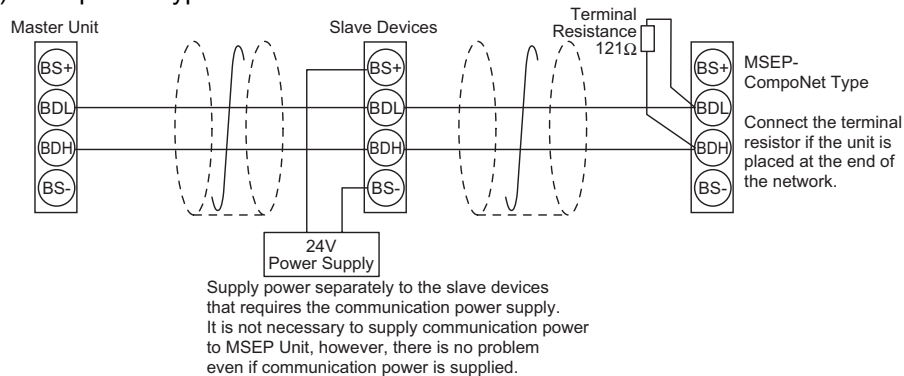 Master Unit
BS+
BDL
BDH
BS-
Slave Devices
BS+
BDL
BDH
BS-
24V
Power Supply
Terminal
Resistance
121Ω
BS+
BDL
BDH
BS-
MSEP-
CompoNet Type
Connect the terminal
resistor if the unit is
placed at the end of
the network.
Supply power separately to the slave devices
that requires the communication power supply.
It is not necessary to supply communication power
to MSEP Unit, however, there is no problem
even if communication power is supplied.